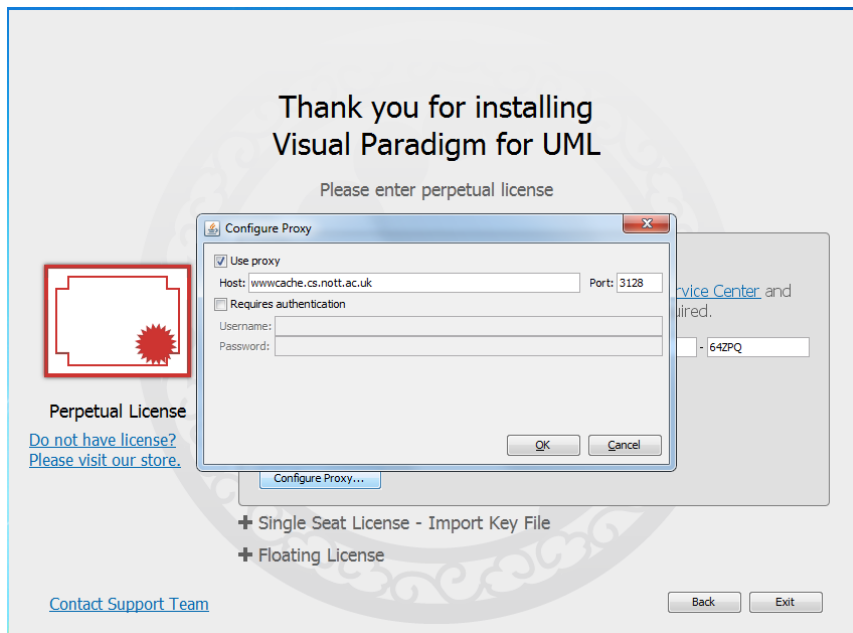 Thank you for installing
Visual Paradigm for UML
Please enter perpetual license
Configure Proxy
Use proxy
Host: wwwcache.cs.nott.ac.uk Port: 3128
Requires authentication
Username:
Password:
OK Cancel
Service Center and
- 64ZPQ
Perpetual License
Do not have license?
Please visit our store.
Configure Proxy...
+ Single Seat License - Import Key File
+ Floating License
Contact Support Team
Back Exit